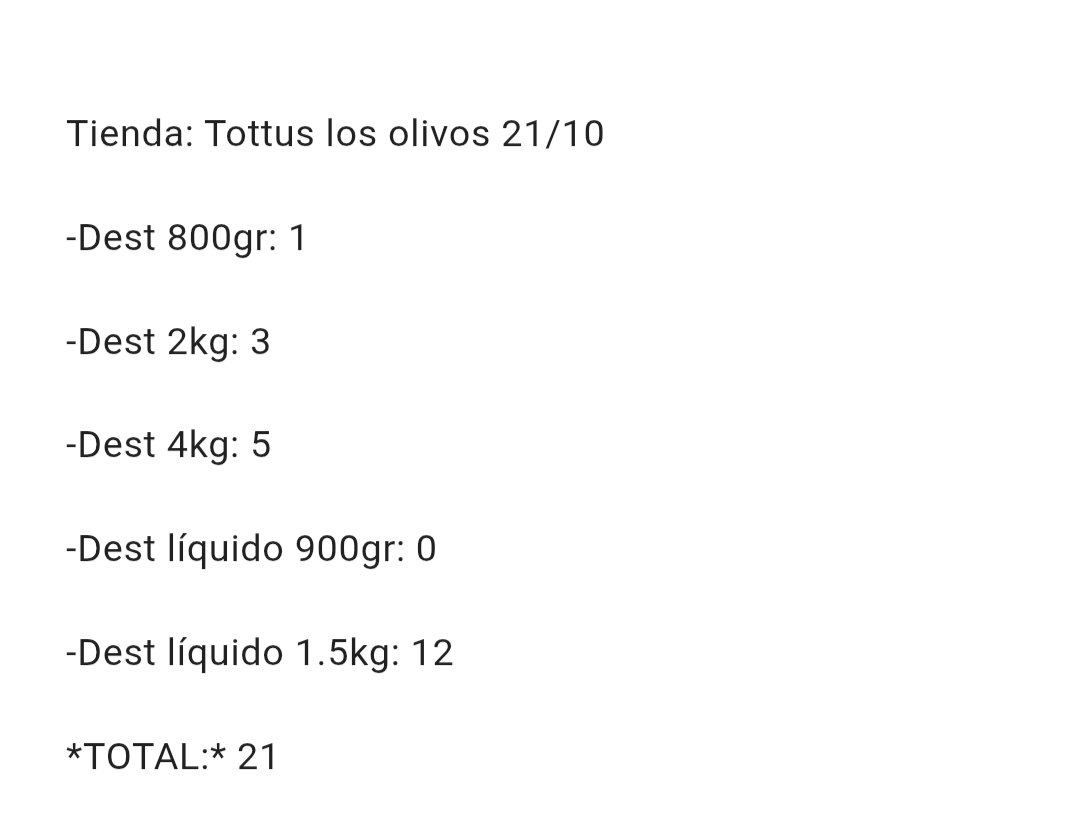 Tienda: Tottus los olivos 21/10
-Dest 800gr: 1
-Dest 2kg: 3
-Dest 4kg: 5
-Dest líquido 900gr: 0
-Dest líquido 1.5kg: 12
*TOTAL:* 21